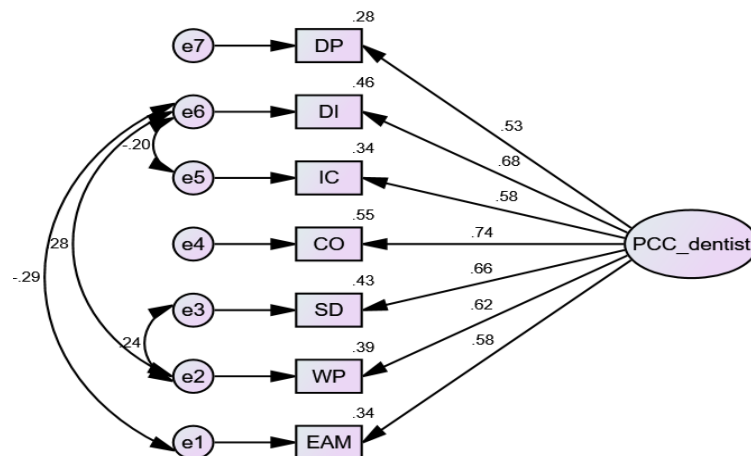 .28
e7
DP
.46
.53
e6
DI
.68
-.20
.34
e5
IC
.58
.55
e4
CO
.74
PCC_dentist
28
-.29
.43
.66
e3
SD
.62
.24
.39
e2
WP
.58
.34
e1
EAM